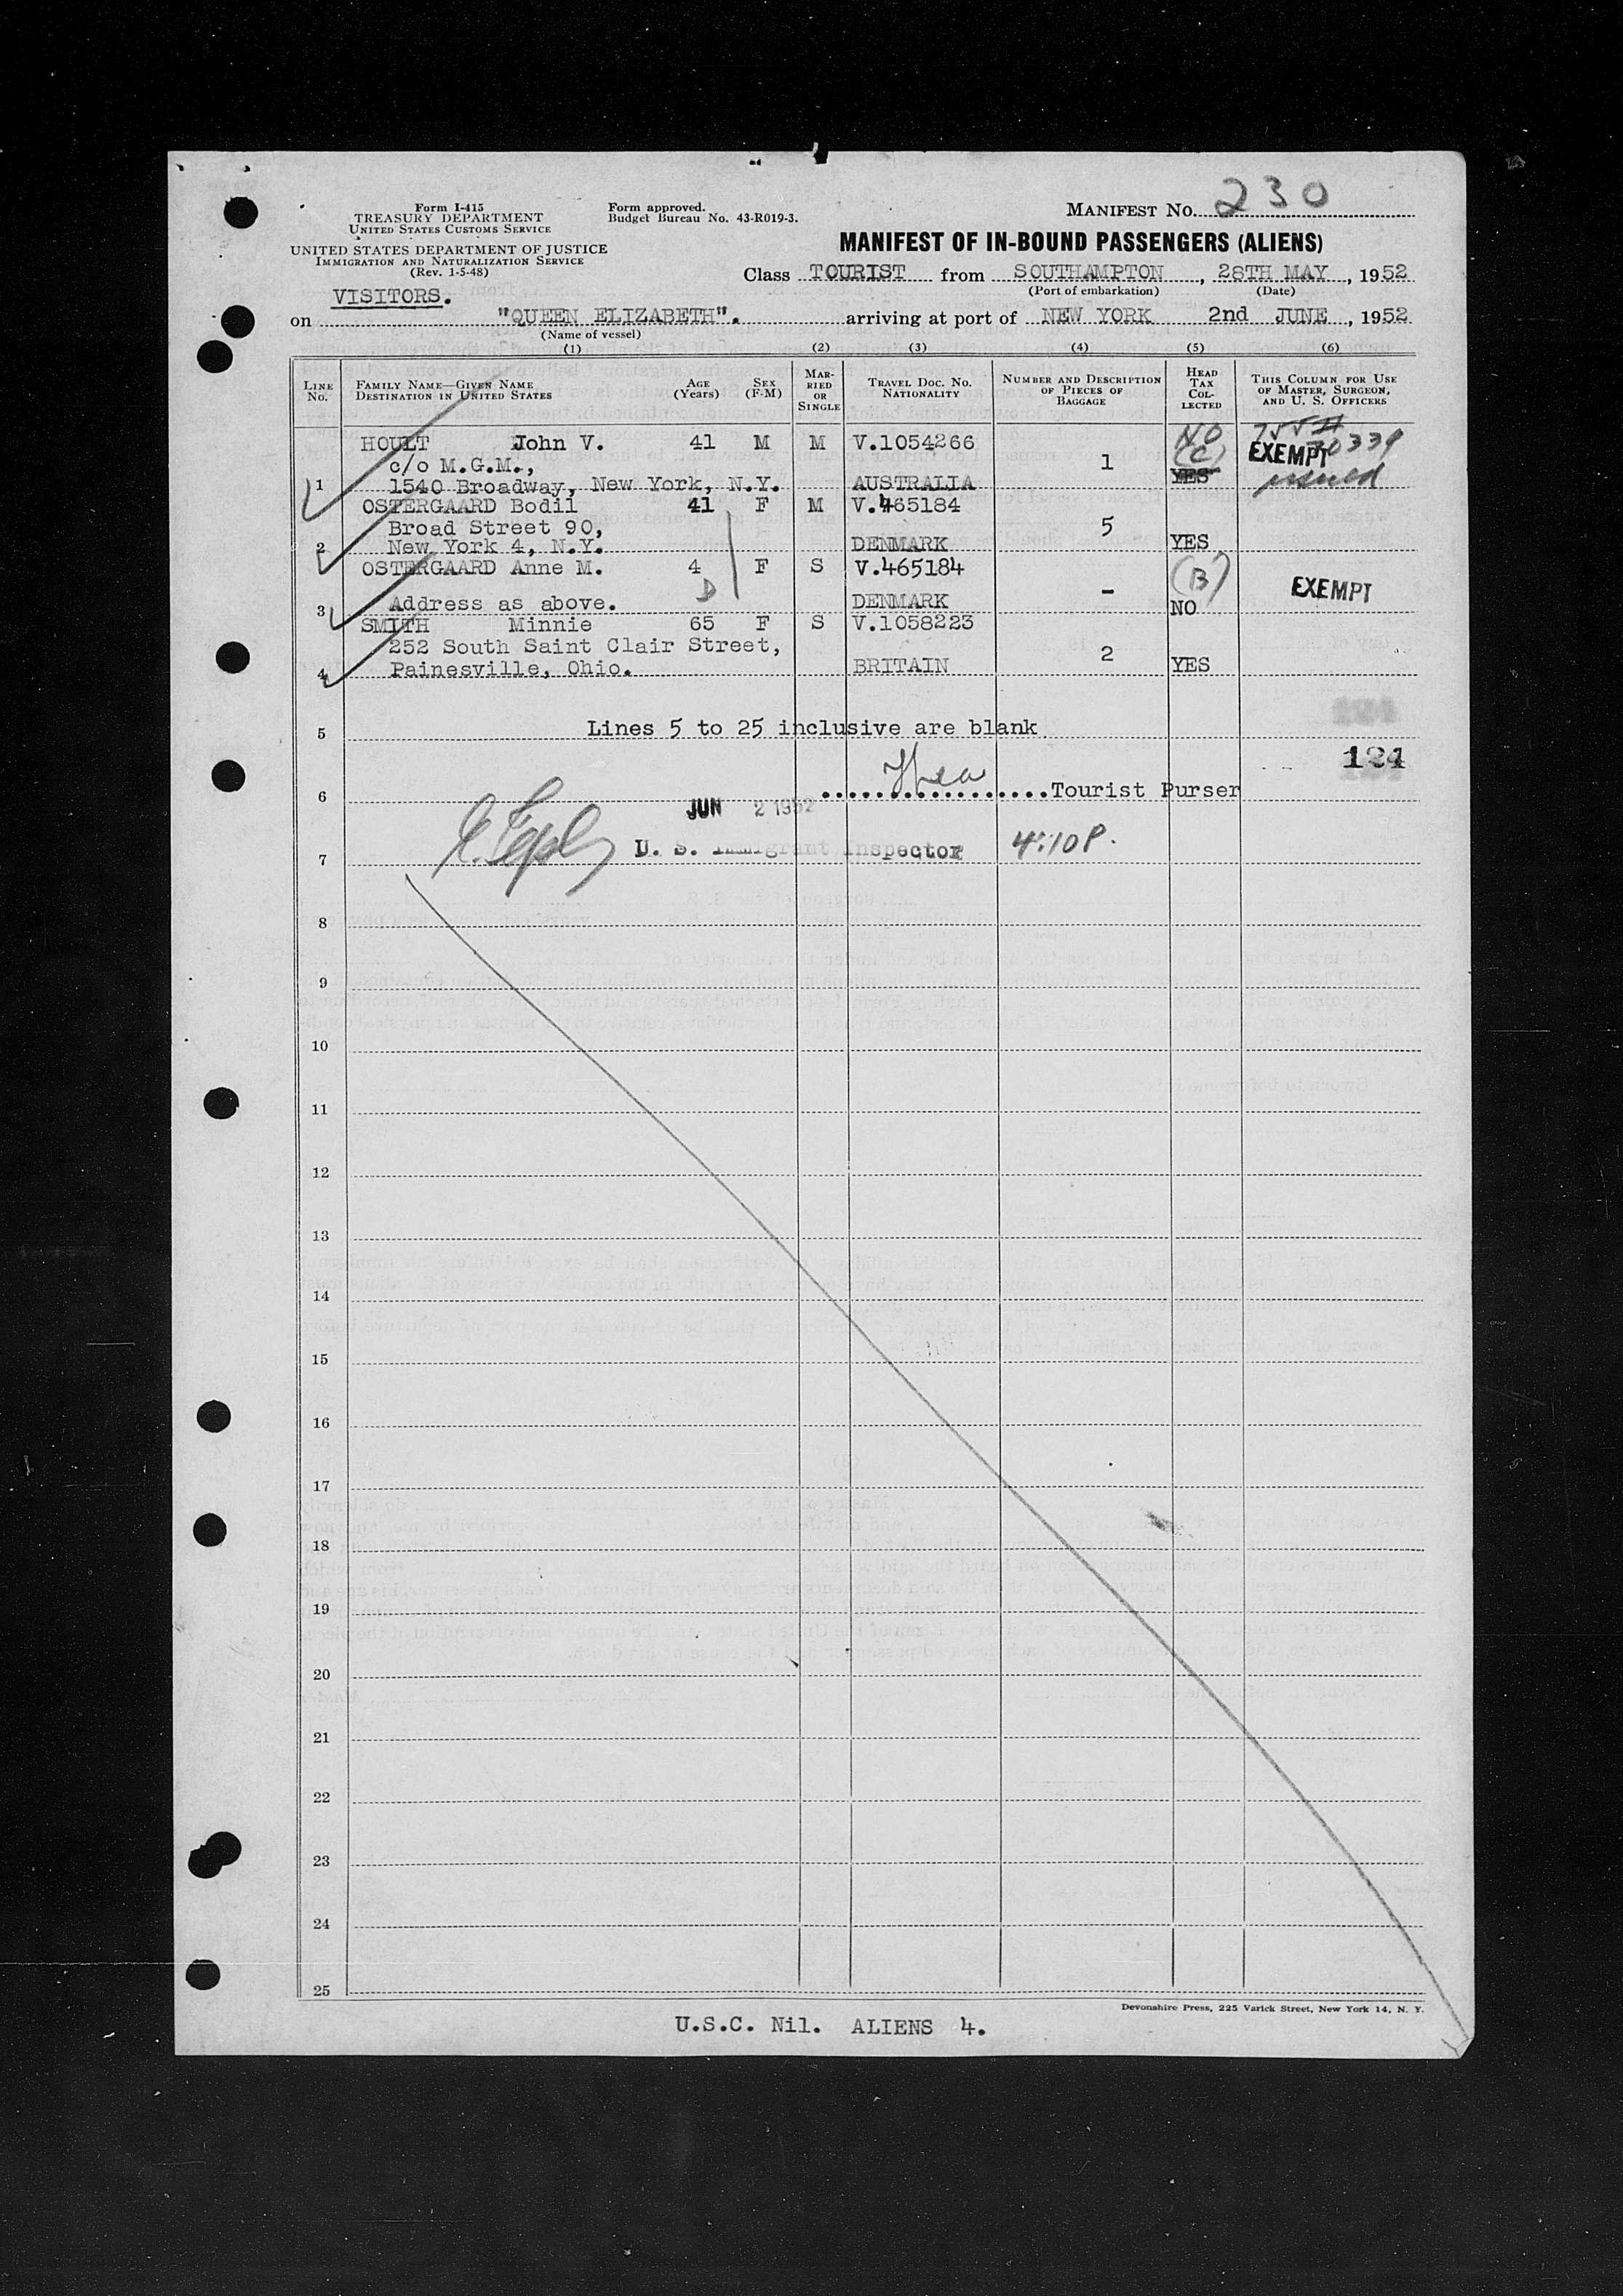 Form I-415
TREASURY DEPARTMENT
UNITED STATES CUSTOMS SERVICE
UNITED STATES DEPARTMENT OF JUSTICE
IMMIGRATION AND NATURALIZATION SERVICE
(Rev. 1-5-48)
Form approved.
Budget Bureau No. 43-R019-3.
MANIFEST NO. 230
MANIFEST OF IN-BOUND PASSENGERS (ALIENS)
Class TOURIST from SOUTHAMPTON, 28TH MAY, 1952
(Port of embarkation) (Date)
VISITORS.
on "QUEEN ELIZABETH". arriving at port of NEW YORK 2nd JUNE, 1952
(Name of vessel)
(1) (2) (3) (4) (5) (6)
LINE NO.
FAMILY NAME—GIVEN NAME
DESTINATION IN UNITED STATES
AGE (Years)
SEX (F-M)
MARRIED OR SINGLE
TRAVEL DOC. NO.
NATIONALITY
NUMBER AND DESCRIPTION OF PIECES OF BAGGAGE
HEAD TAX COLLECTED
THIS COLUMN FOR USE OF MASTER, SURGEON, AND U. S. OFFICERS
HOULT John V. 41 M M V.1054266 NO
c/o M.G.M., 1 (C) EXEMPT 30339
1 1540 Broadway, New York, N.Y. AUSTRALIA YES issued
OSTERGAARD Bodil 41 F M V.465184
Broad Street 90, 5
2 New York 4, N.Y. DENMARK YES
OSTERGAARD Anne M. 4 F S V.465184
D - (B) EXEMPT
3 Address as above. DENMARK NO
SMITH Minnie 65 F S V.1058223
252 South Saint Clair Street, 2
4 Painesville, Ohio. BRITAIN YES
5 Lines 5 to 25 inclusive are blank
124
6 Tourist Purser
JUN 2 1952
7 U. S. Immigrant Inspector 4:10 P.
8
9
10
11
12
13
14
15
16
17
18
19
20
21
22
23
24
25
Devonshire Press, 225 Varick Street, New York 14, N. Y.
U.S.C. Nil. ALIENS 4.